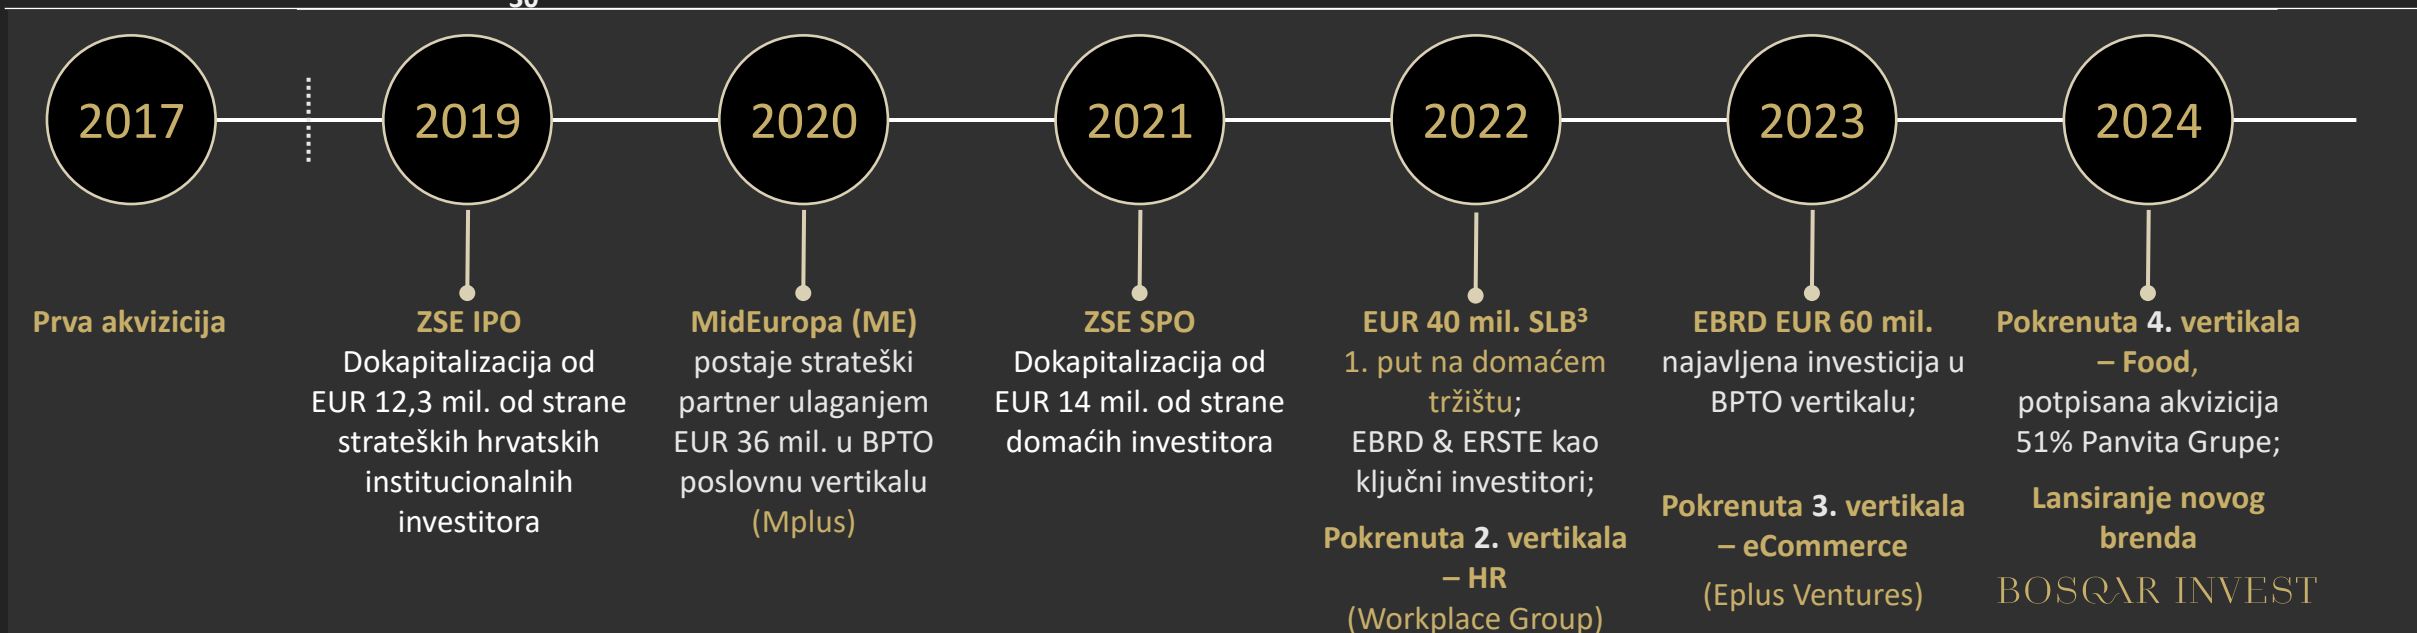 30
2017
2019
2020
2021
2022
2023
2024
Prva akvizicija
ZSE IPO
Dokapitalizacija od
EUR 12,3 mil. od strane
strateških hrvatskih
institucionalnih
investitora
MidEuropa (ME)
postaje strateški
partner ulaganjem
EUR 36 mil. u BPTO
poslovnu vertikalu
(Mplus)
ZSE SPO
Dokapitalizacija od
EUR 14 mil. od strane
domaćih investitora
EUR 40 mil. SLB³
1. put na domaćem
tržištu;
EBRD & ERSTE kao
ključni investitori;
Pokrenuta 2. vertikala
– HR
(Workplace Group)
EBRD EUR 60 mil.
najavljena investicija u
BPTO vertikalu;
Pokrenuta 3. vertikala
– eCommerce
(Eplus Ventures)
Pokrenuta 4. vertikala
– Food,
potpisana akvizicija
51% Panvita Grupe;
Lansiranje novog
brenda
BOSQAR INVEST